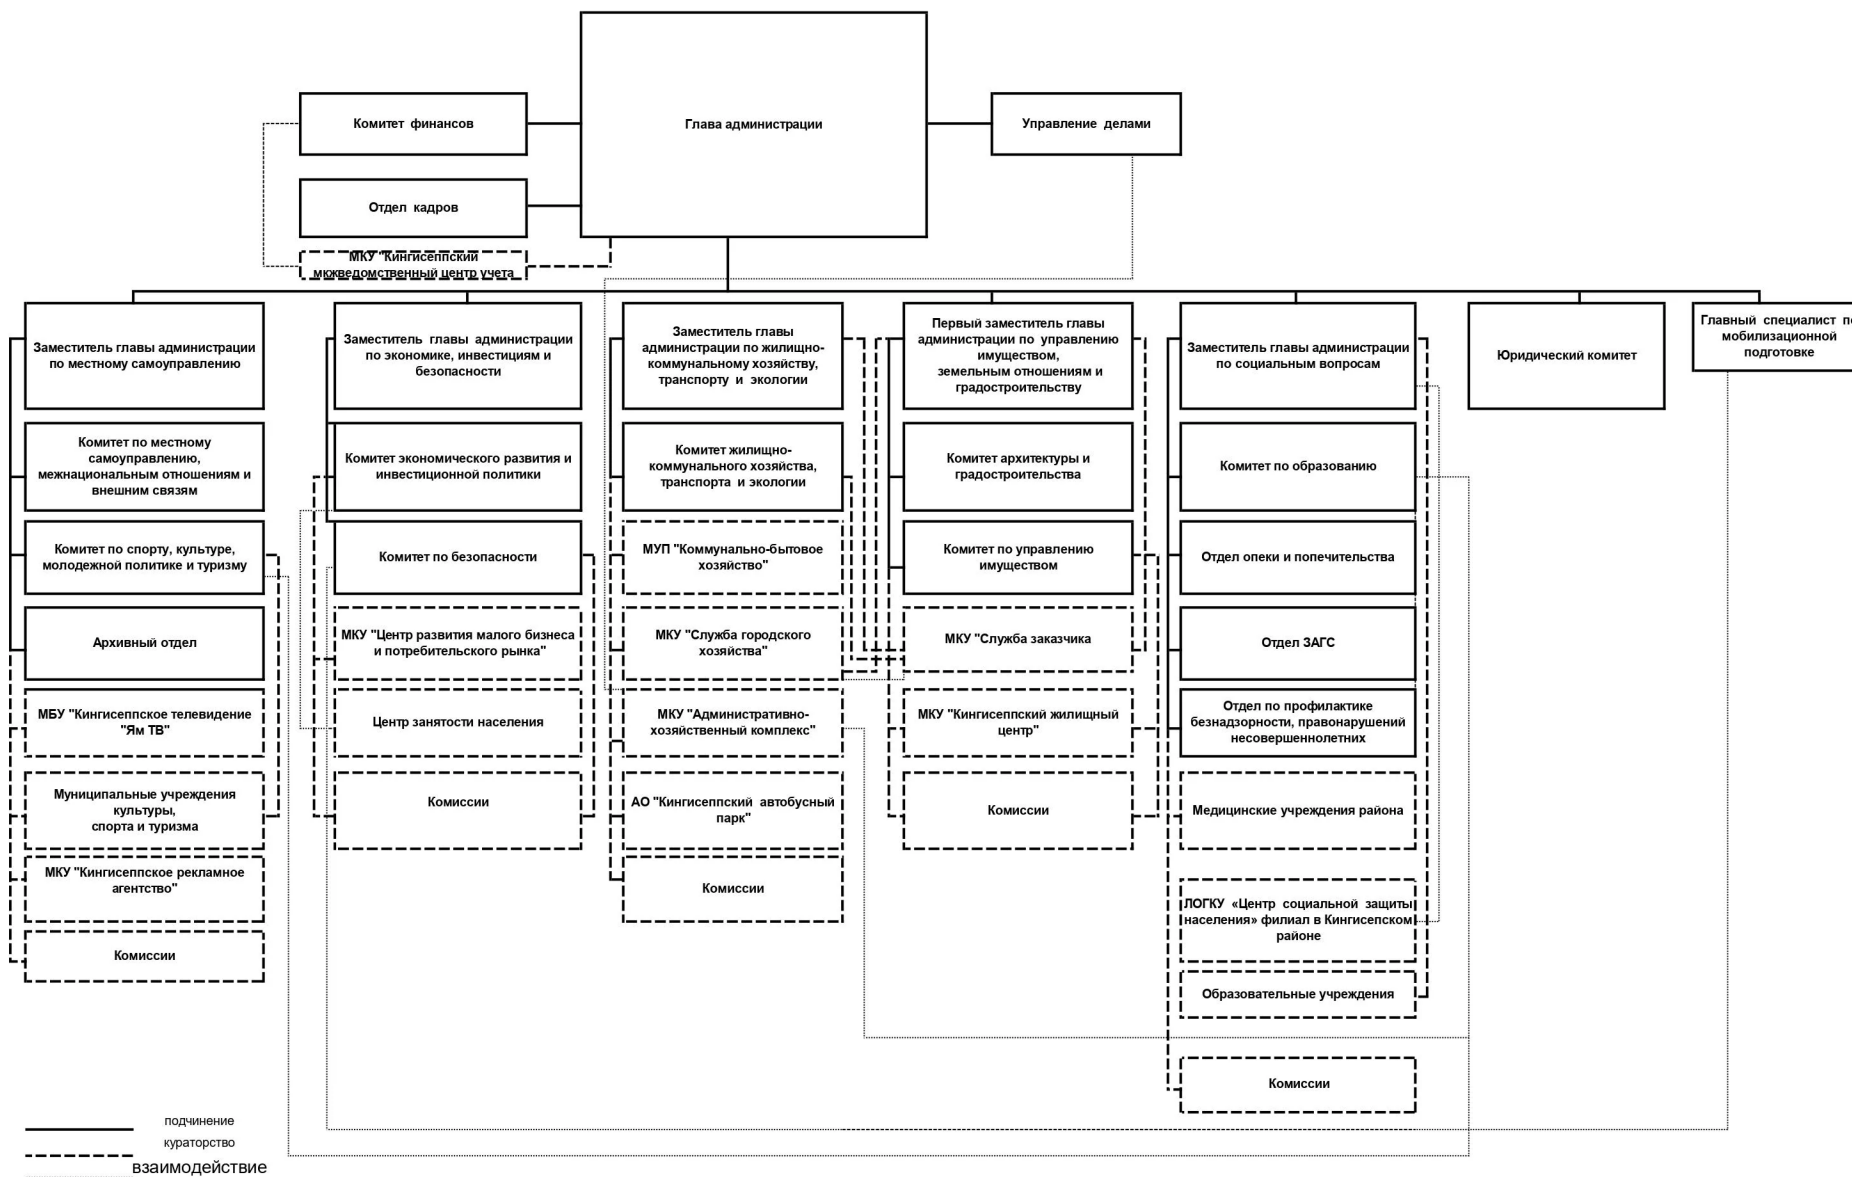 Глава администрации
Комитет финансов
Управление делами
Отдел кадров
МКУ "Кингисеппский
мкжведомственный центр учета
Заместитель главы администрации
по местному самоуправлению
Комитет по местному
самоуправлению,
межнациональным отношениям и
внешним связям
Комитет по спорту, культуре,
молодежной политике и туризму
Архивный отдел
МБУ "Кингисеппское телевидение
"Ям ТВ"
Муниципальные учреждения
культуры,
спорта и туризма
МКУ "Кингисеппское рекламное
агентство"
Комиссии
Заместитель главы администрации
по экономике, инвестициям и
безопасности
Комитет экономического развития и
инвестиционной политики
Комитет по безопасности
МКУ "Центр развития малого бизнеса
и потребительского рынка"
Центр занятости населения
Комиссии
Заместитель главы
администрации по жилищно-
коммунальному хозяйству,
транспорту и экологии
Комитет жилищно-
коммунального хозяйства,
транспорта и экологии
МУП "Коммунально-бытовое
хозяйство"
МКУ "Служба городского
хозяйства"
МКУ "Административно-
хозяйственный комплекс"
АО "Кингисеппский автобусный
парк"
Комиссии
Первый заместитель главы
администрации по управлению
имуществом,
земельным отношениям и
градостроительству
Комитет архитектуры и
градостроительства
Комитет по управлению
имуществом
МКУ "Служба заказчика
МКУ "Кингисеппский жилищный
центр"
Комиссии
Заместитель главы администрации
по социальным вопросам
Комитет по образованию
Отдел опеки и попечительства
Отдел ЗАГС
Отдел по профилактике
безнадзорности, правонарушений
несовершеннолетних
Медицинские учреждения района
ЛОГКУ «Центр социальной защиты
населения» филиал в Кингисепском
районе
Образовательные учреждения
Комиссии
Юридический комитет
Главный специалист по
мобилизационной
подготовке
подчинение
кураторство
взаимодействие